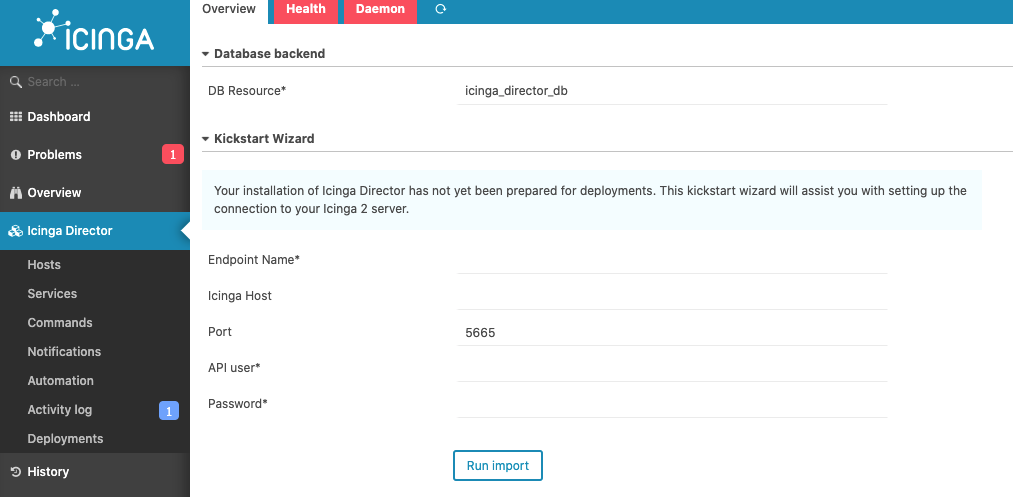 ICINGA
Search ...
Dashboard
Problems 1
Overview
Icinga Director
Hosts
Services
Commands
Notifications
Automation
Activity log 1
Deployments
History
Overview Health Daemon
Database backend
DB Resource* icinga_director_db
Kickstart Wizard
Your installation of Icinga Director has not yet been prepared for deployments. This kickstart wizard will assist you with setting up the
connection to your Icinga 2 server.
Endpoint Name*
Icinga Host
Port 5665
API user*
Password*
Run import